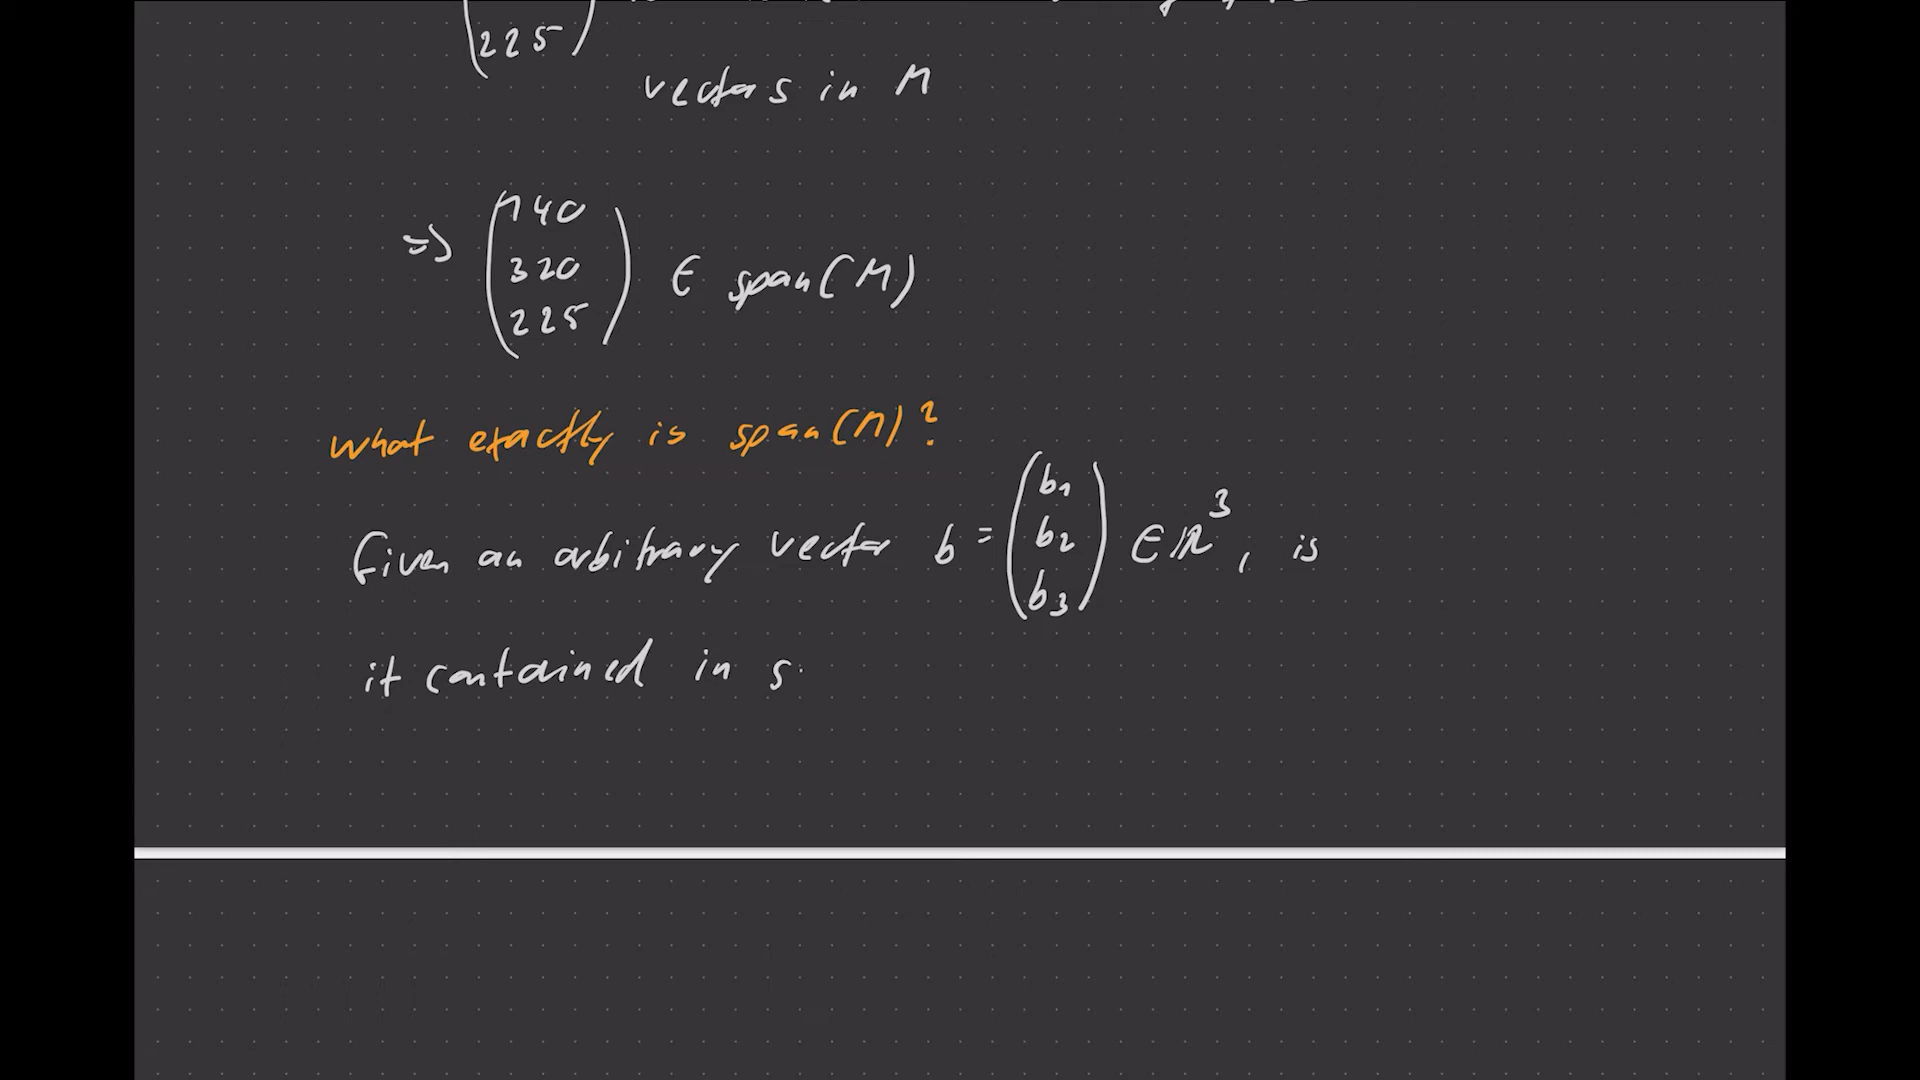 225
vectors in M
=> (140
320
225) ∈ span(M)
What exactly is span(M)?
Given an arbitrary vector b = (b1
b2
b3) ∈ ℝ³, is
it contained in s